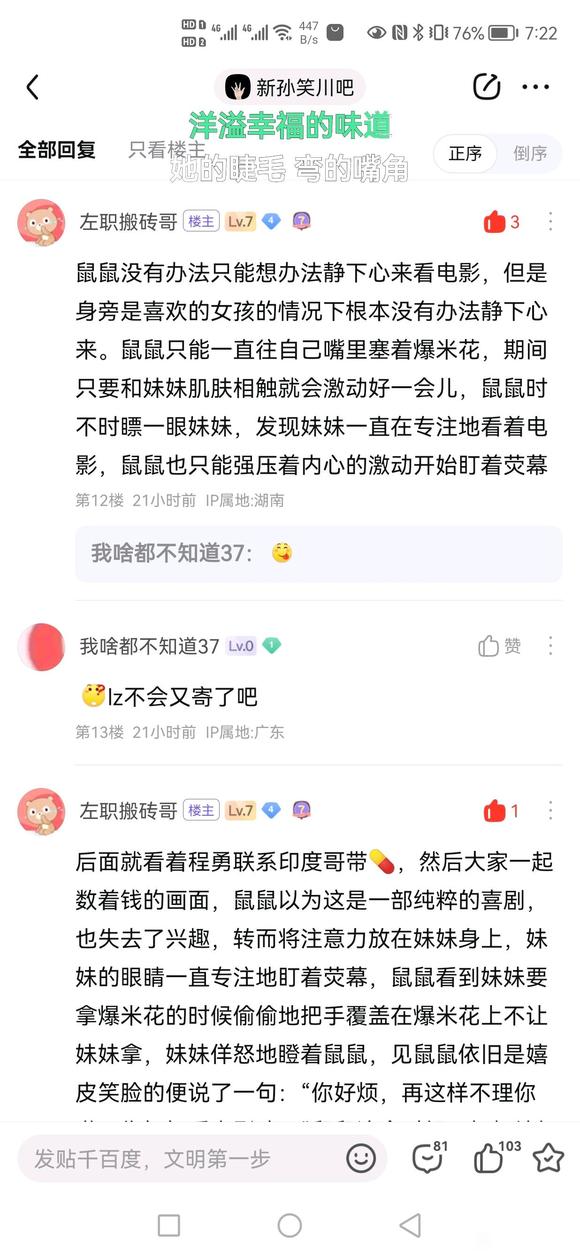 HD 1
HD 2
4G
4G
447
B/s
76%
7:22
新孙笑川吧
洋溢幸福的味道
全部回复
只看楼主
正序
倒序
她的睫毛 弯的嘴角
左职搬砖哥 楼主 Lv.7 4 7
3
鼠鼠没有办法只能想办法静下心来看电影，但是
身旁是喜欢的女孩的情况下根本没有办法静下心
来。鼠鼠只能一直往自己嘴里塞着爆米花，期间
只要和妹妹肌肤相触就会激动好一会儿，鼠鼠时
不时瞟一眼妹妹，发现妹妹一直在专注地看着电
影，鼠鼠也只能强压着内心的激动开始盯着荧幕
第12楼 21小时前 IP属地:湖南
我啥都不知道37： 😋
我啥都不知道37 Lv.0 1
赞
lz不会又寄了吧
第13楼 21小时前 IP属地:广东
左职搬砖哥 楼主 Lv.7 4 7
1
后面就看着程勇联系印度哥带💊，然后大家一起
数着钱的画面，鼠鼠以为这是一部纯粹的喜剧，
也失去了兴趣，转而将注意力放在妹妹身上，妹
妹的眼睛一直专注地盯着荧幕，鼠鼠看到妹妹要
拿爆米花的时候偷偷地把手覆盖在爆米花上不让
妹妹拿，妹妹佯怒地瞪着鼠鼠，见鼠鼠依旧是嬉
皮笑脸的便说了一句：“你好烦，再这样不理你
发贴千百度，文明第一步
81
103